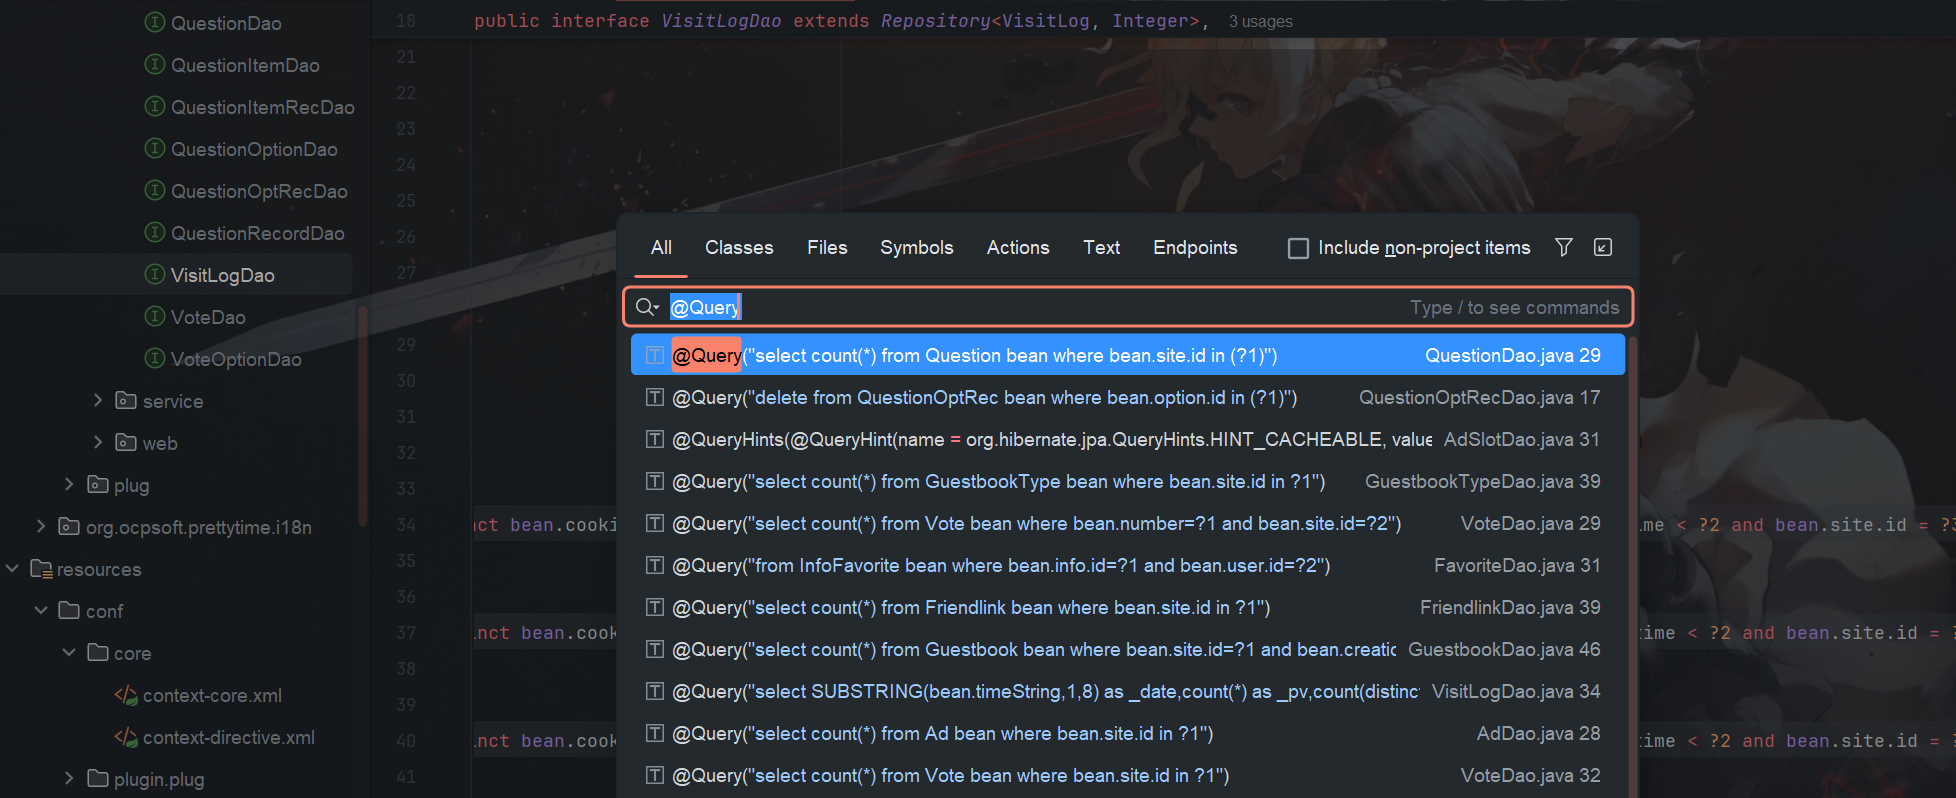 QuestionDao
QuestionItemDao
QuestionItemRecDao
QuestionOptionDao
QuestionOptRecDao
QuestionRecordDao
VisitLogDao
VoteDao
VoteOptionDao
service
web
plug
org.ocpsoft.prettytime.i18n
resources
conf
core
context-core.xml
context-directive.xml
plugin.plug
18 public interface VisitLogDao extends Repository<VisitLog, Integer>, 3 usages
21
22
23
24
25
26
27
29
30
31
32
33
34 nct bean.cooki me < ?2 and bean.site.id = ?3
35
36
37 inct bean.cook time < ?2 and bean.site.id = ?
38
39
40 inct bean.cook time < ?2 and bean.site.id = ?
41
All Classes Files Symbols Actions Text Endpoints Include non-project items
@Query Type / to see commands
@Query("select count(*) from Question bean where bean.site.id in (?1)") QuestionDao.java 29
@Query("delete from QuestionOptRec bean where bean.option.id in (?1)") QuestionOptRecDao.java 17
@QueryHints(@QueryHint(name = org.hibernate.jpa.QueryHints.HINT_CACHEABLE, value AdSlotDao.java 31
@Query("select count(*) from GuestbookType bean where bean.site.id in ?1") GuestbookTypeDao.java 39
@Query("select count(*) from Vote bean where bean.number=?1 and bean.site.id=?2") VoteDao.java 29
@Query("from InfoFavorite bean where bean.info.id=?1 and bean.user.id=?2") FavoriteDao.java 31
@Query("select count(*) from Friendlink bean where bean.site.id in ?1") FriendlinkDao.java 39
@Query("select count(*) from Guestbook bean where bean.site.id=?1 and bean.creatic GuestbookDao.java 46
@Query("select SUBSTRING(bean.timeString,1,8) as _date,count(*) as _pv,count(distinc VisitLogDao.java 34
@Query("select count(*) from Ad bean where bean.site.id in ?1") AdDao.java 28
@Query("select count(*) from Vote bean where bean.site.id in ?1") VoteDao.java 32